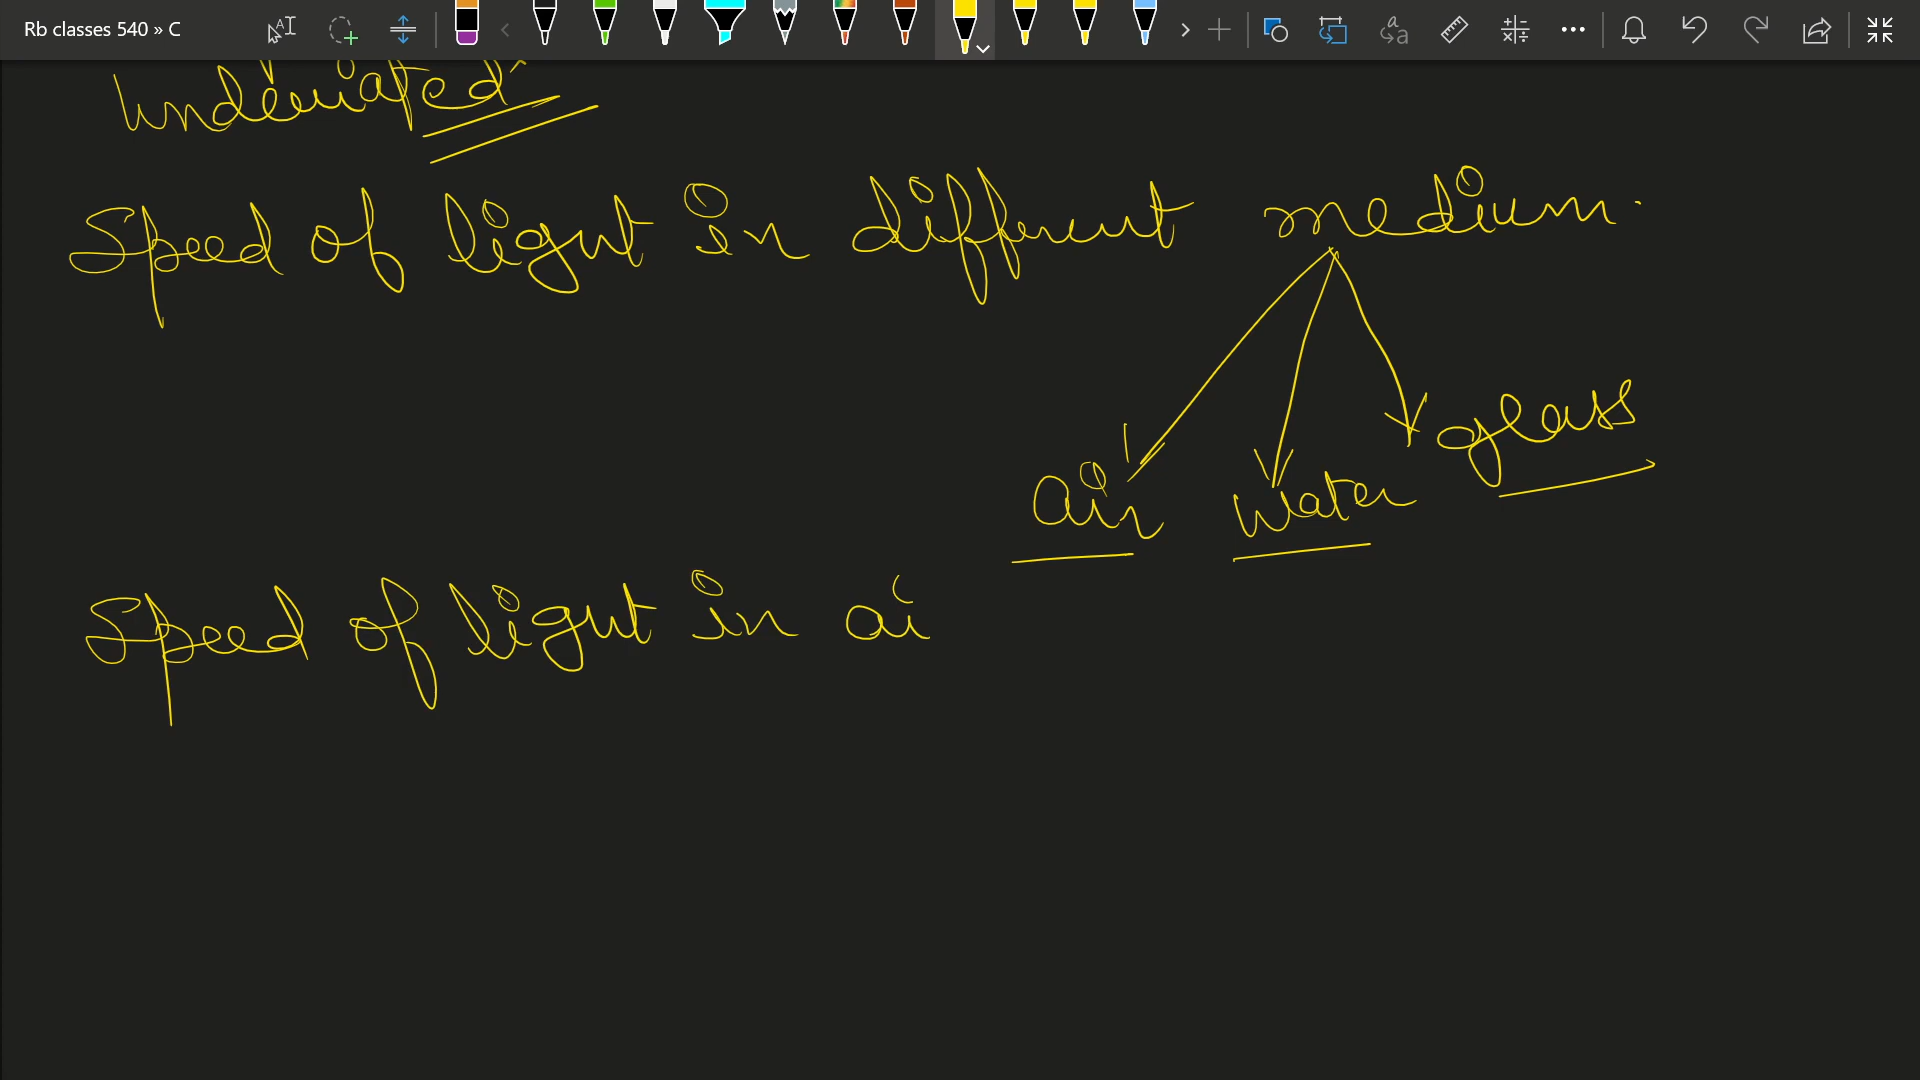 Rb classes 540 » C
Undeviated
Speed of light in different medium.
air water glass
Speed of light in ai